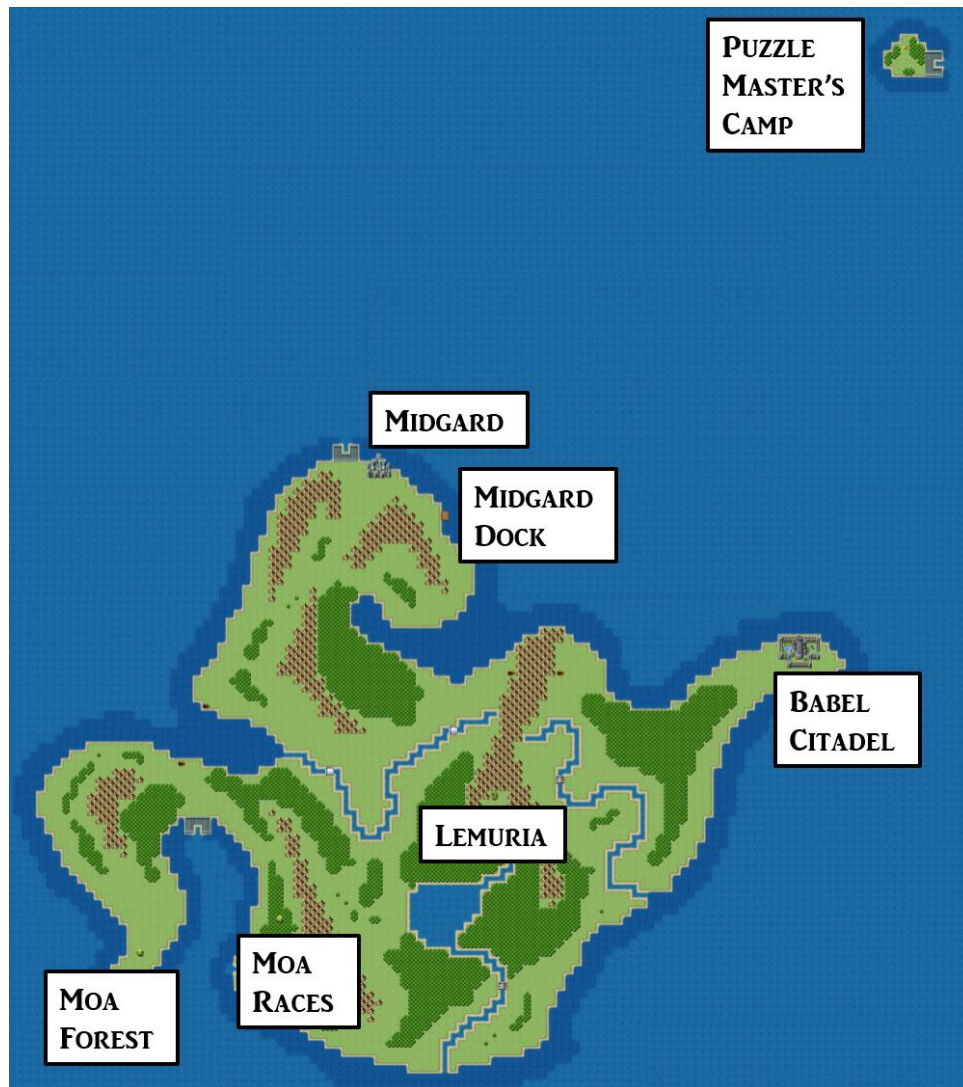 Puzzle
Master's
Camp
Midgard
Midgard
Dock
Babel
Citadel
Lemuria
Moa
Races
Moa
Forest